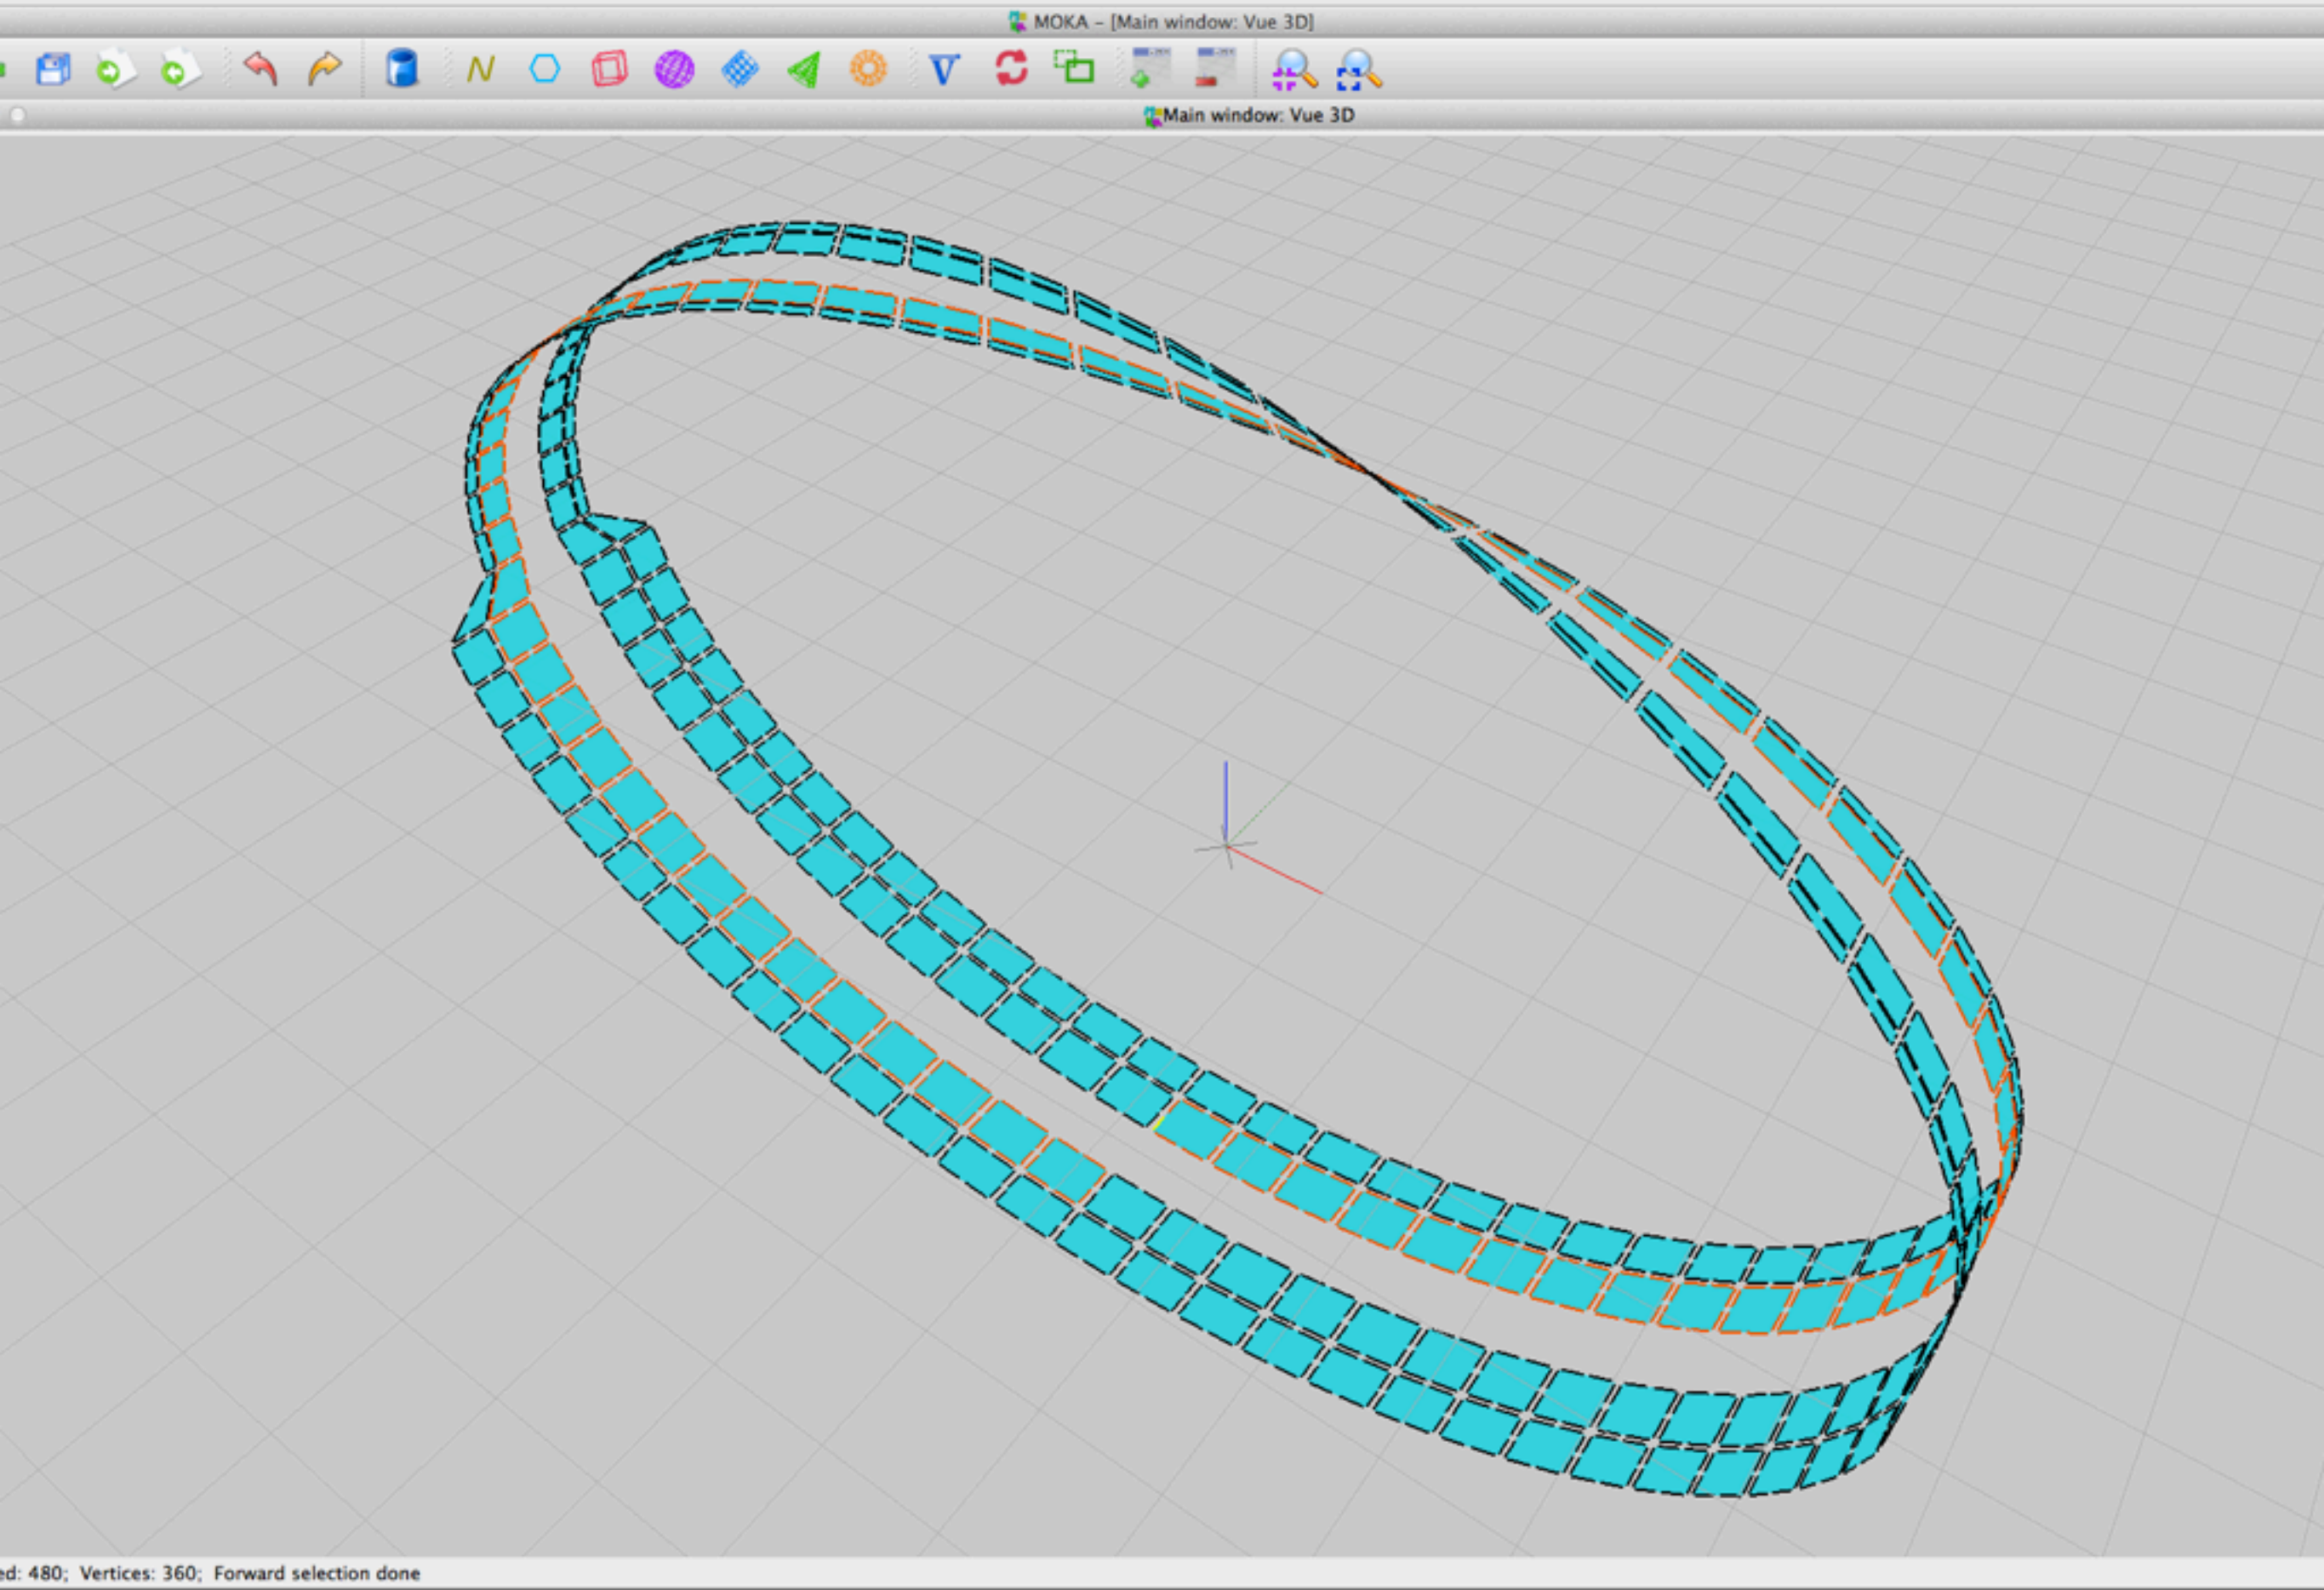 MOKA – [Main window: Vue 3D]
V
Main window: Vue 3D
ed: 480; Vertices: 360; Forward selection done